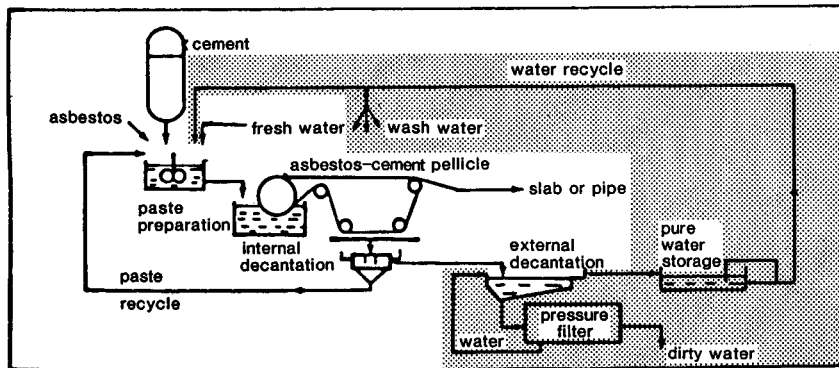 cement
water recycle
asbestos
fresh water
wash water
asbestos-cement pellicle
slab or pipe
paste
preparation
internal
decantation
external
decantation
pure
water
storage
paste
recycle
pressure
filter
water
dirty water